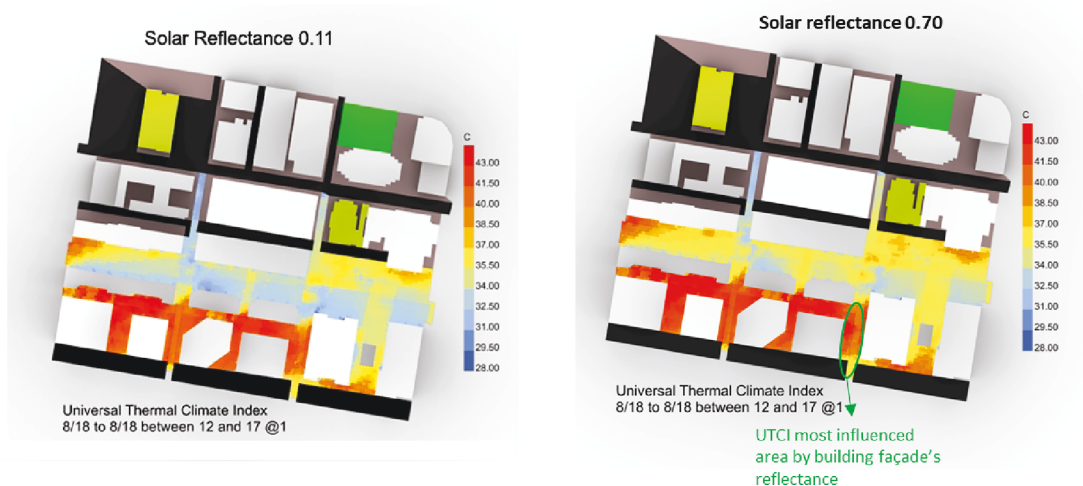 Solar Reflectance 0.11
C
43.00
41.50
40.00
38.50
37.00
35.50
34.00
32.50
31.00
29.50
28.00
Universal Thermal Climate Index
8/18 to 8/18 between 12 and 17 @1
Solar reflectance 0.70
C
43.00
41.50
40.00
38.50
37.00
35.50
34.00
32.50
31.00
29.50
28.00
Universal Thermal Climate Index
8/18 to 8/18 between 12 and 17 @1
UTCI most influenced
area by building façade's
reflectance